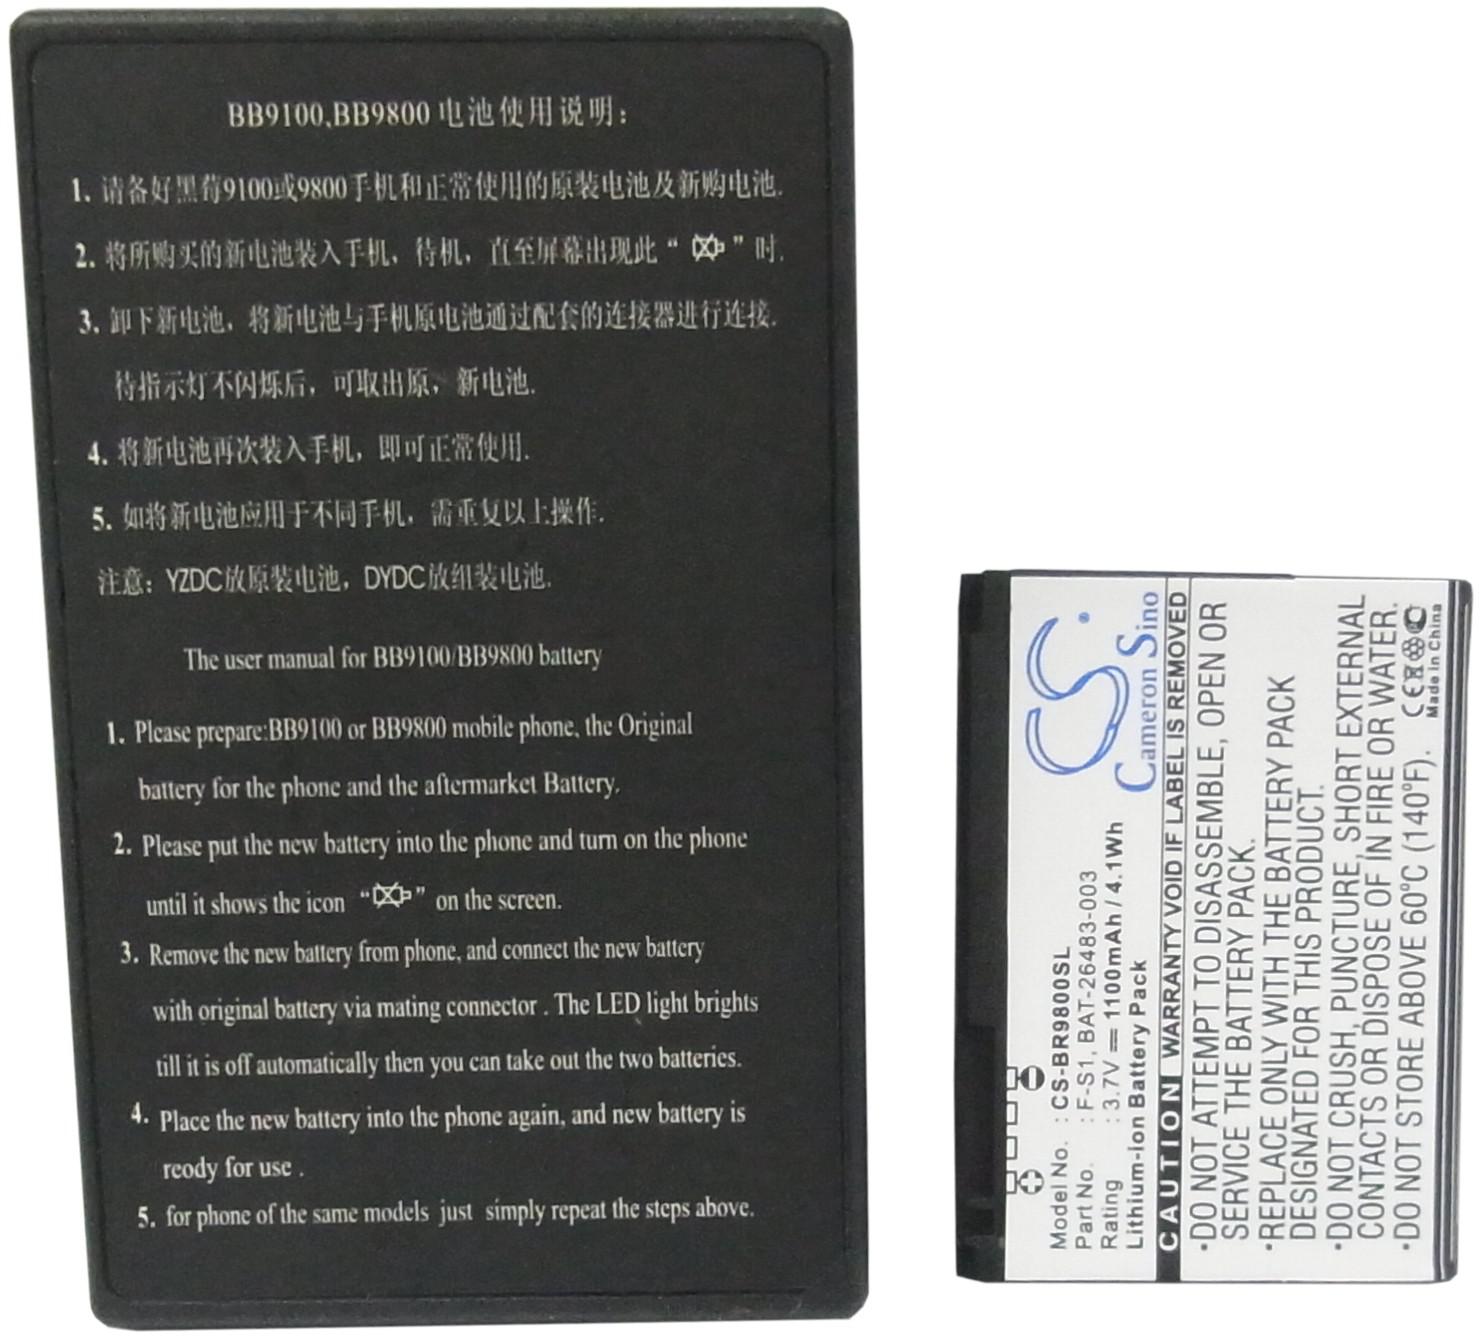 BB9100,BB9800 电池使用说明：
1. 请备好黑莓9100或9800手机和正常使用的原装电池及新购电池.
2. 将所购买的新电池装入手机，待机，直至屏幕出现此“ ”时.
3. 卸下新电池，将新电池与手机原电池通过配套的连接器进行连接.
待指示灯不闪烁后，可取出原，新电池.
4. 将新电池再次装入手机，即可正常使用.
5. 如将新电池应用于不同手机，需重复以上操作.
注意：YZDC放原装电池，DYDC放组装电池.
The user manual for BB9100/BB9800 battery
1. Please prepare:BB9100 or BB9800 mobile phone, the Original
battery for the phone and the aftermarket Battery.
2. Please put the new battery into the phone and turn on the phone
until it shows the icon “ ” on the screen.
3. Remove the new battery from phone, and connect the new battery
with original battery via mating connector . The LED light brights
till it is off automatically then you can take out the two batteries.
4. Place the new battery into the phone again, and new battery is
reody for use .
5. for phone of the same models just simply repeat the steps above.
CS.
Cameron Sino
Model No. : CS-BR9800SL
Part No. : F-S1, BAT-26483-003
Rating : 3.7V ⎓ 1100mAh / 4.1Wh
Lithium-ion Battery Pack
CAUTION WARRANTY VOID IF LABEL IS REMOVED
•DO NOT ATTEMPT TO DISASSEMBLE, OPEN OR
SERVICE THE BATTERY PACK.
•REPLACE ONLY WITH THE BATTERY PACK
DESIGNATED FOR THIS PRODUCT.
•DO NOT CRUSH, PUNCTURE, SHORT EXTERNAL
CONTACTS OR DISPOSE OF IN FIRE OR WATER.
•DO NOT STORE ABOVE 60°C (140°F).
CE
Made in China